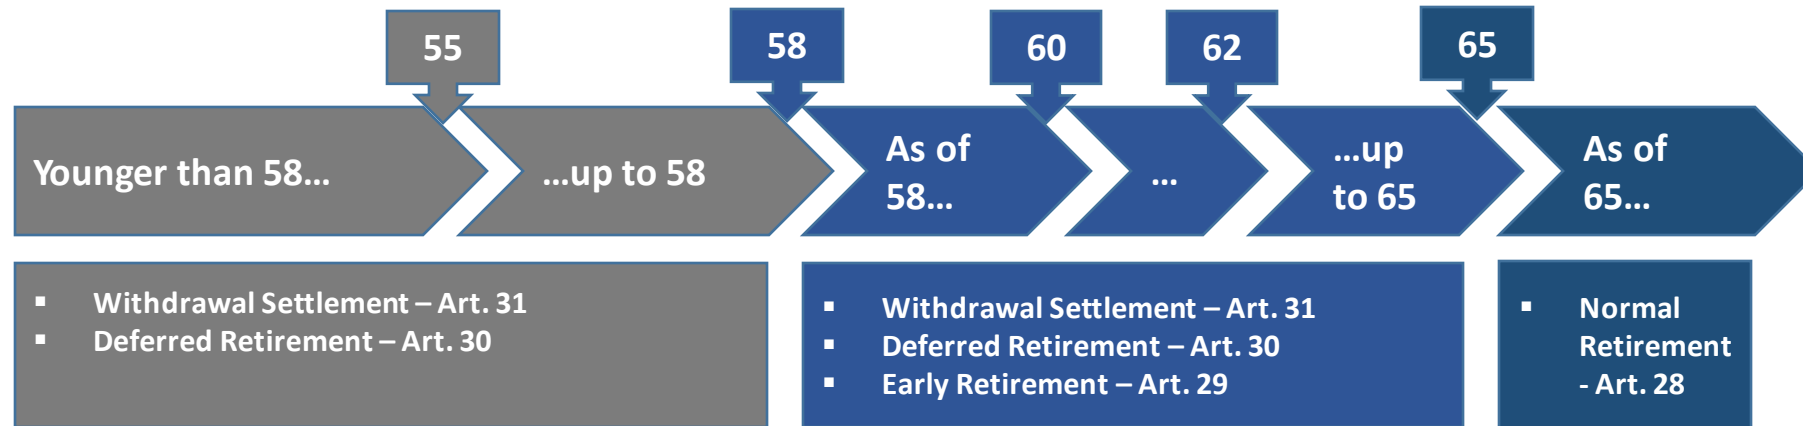 55
58
60
62
65
Younger than 58...
...up to 58
As of
58...
...
...up
to 65
As of
65...
▪ Withdrawal Settlement – Art. 31
▪ Deferred Retirement – Art. 30
▪ Withdrawal Settlement – Art. 31
▪ Deferred Retirement – Art. 30
▪ Early Retirement – Art. 29
▪ Normal
Retirement
- Art. 28